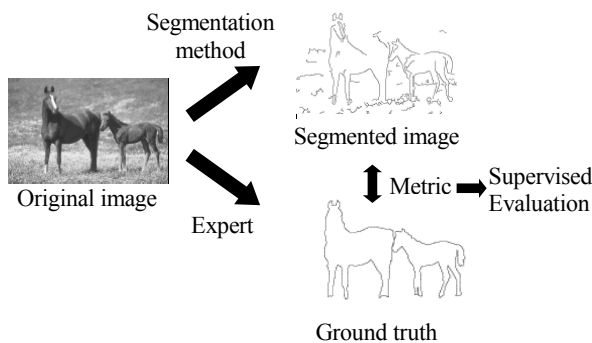 Segmentation
method
Segmented image
Original image
Metric
Supervised
Evaluation
Expert
Ground truth